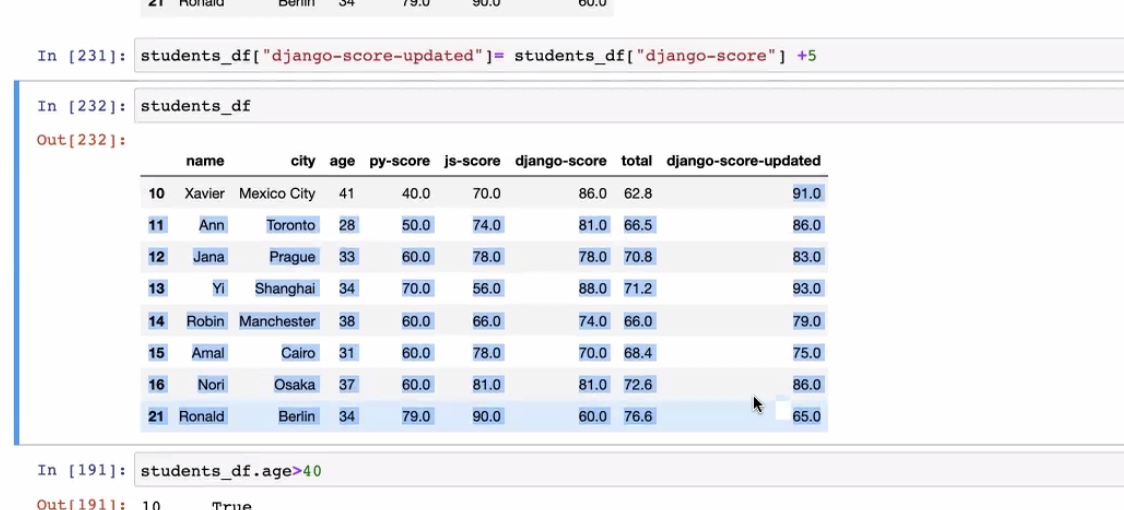 21 Ronald Berlin 34 79.0 90.0 60.0
In [231]: students_df["django-score-updated"]= students_df["django-score"] +5
In [232]: students_df
Out[232]:
name city age py-score js-score django-score total django-score-updated
10 Xavier Mexico City 41 40.0 70.0 86.0 62.8 91.0
11 Ann Toronto 28 50.0 74.0 81.0 66.5 86.0
12 Jana Prague 33 60.0 78.0 78.0 70.8 83.0
13 Yi Shanghai 34 70.0 56.0 88.0 71.2 93.0
14 Robin Manchester 38 60.0 66.0 74.0 66.0 79.0
15 Amal Cairo 31 60.0 78.0 70.0 68.4 75.0
16 Nori Osaka 37 60.0 81.0 81.0 72.6 86.0
21 Ronald Berlin 34 79.0 90.0 60.0 76.6 65.0
In [191]: students_df.age>40
Out[191]: 10 True